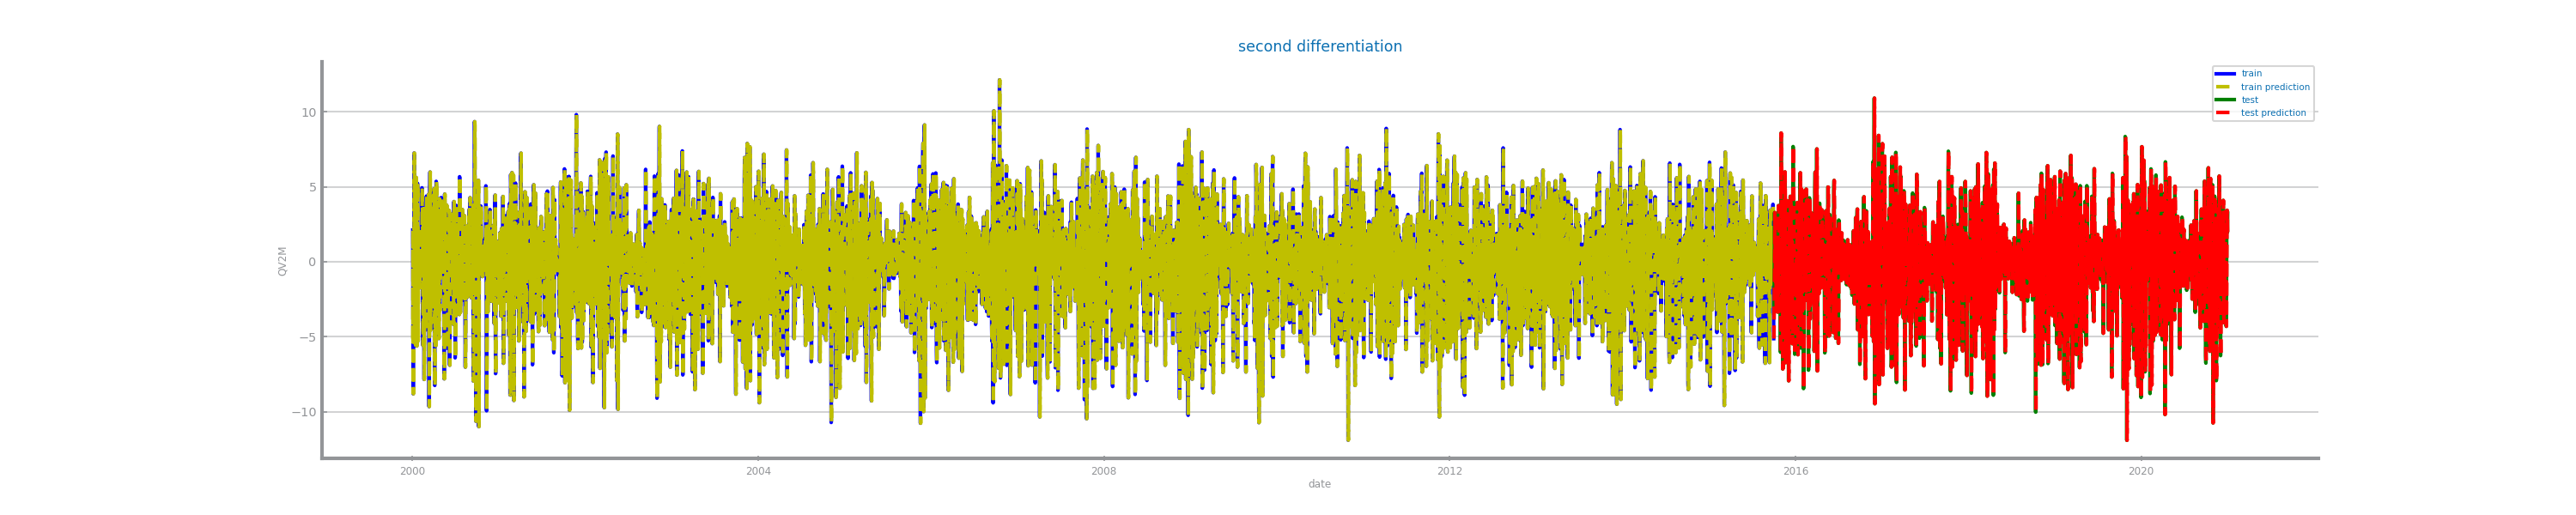 second differentiation
train
train prediction
test
test prediction
10
5
0
−5
−10
QV2M
2000
2004
2008
2012
2016
2020
date